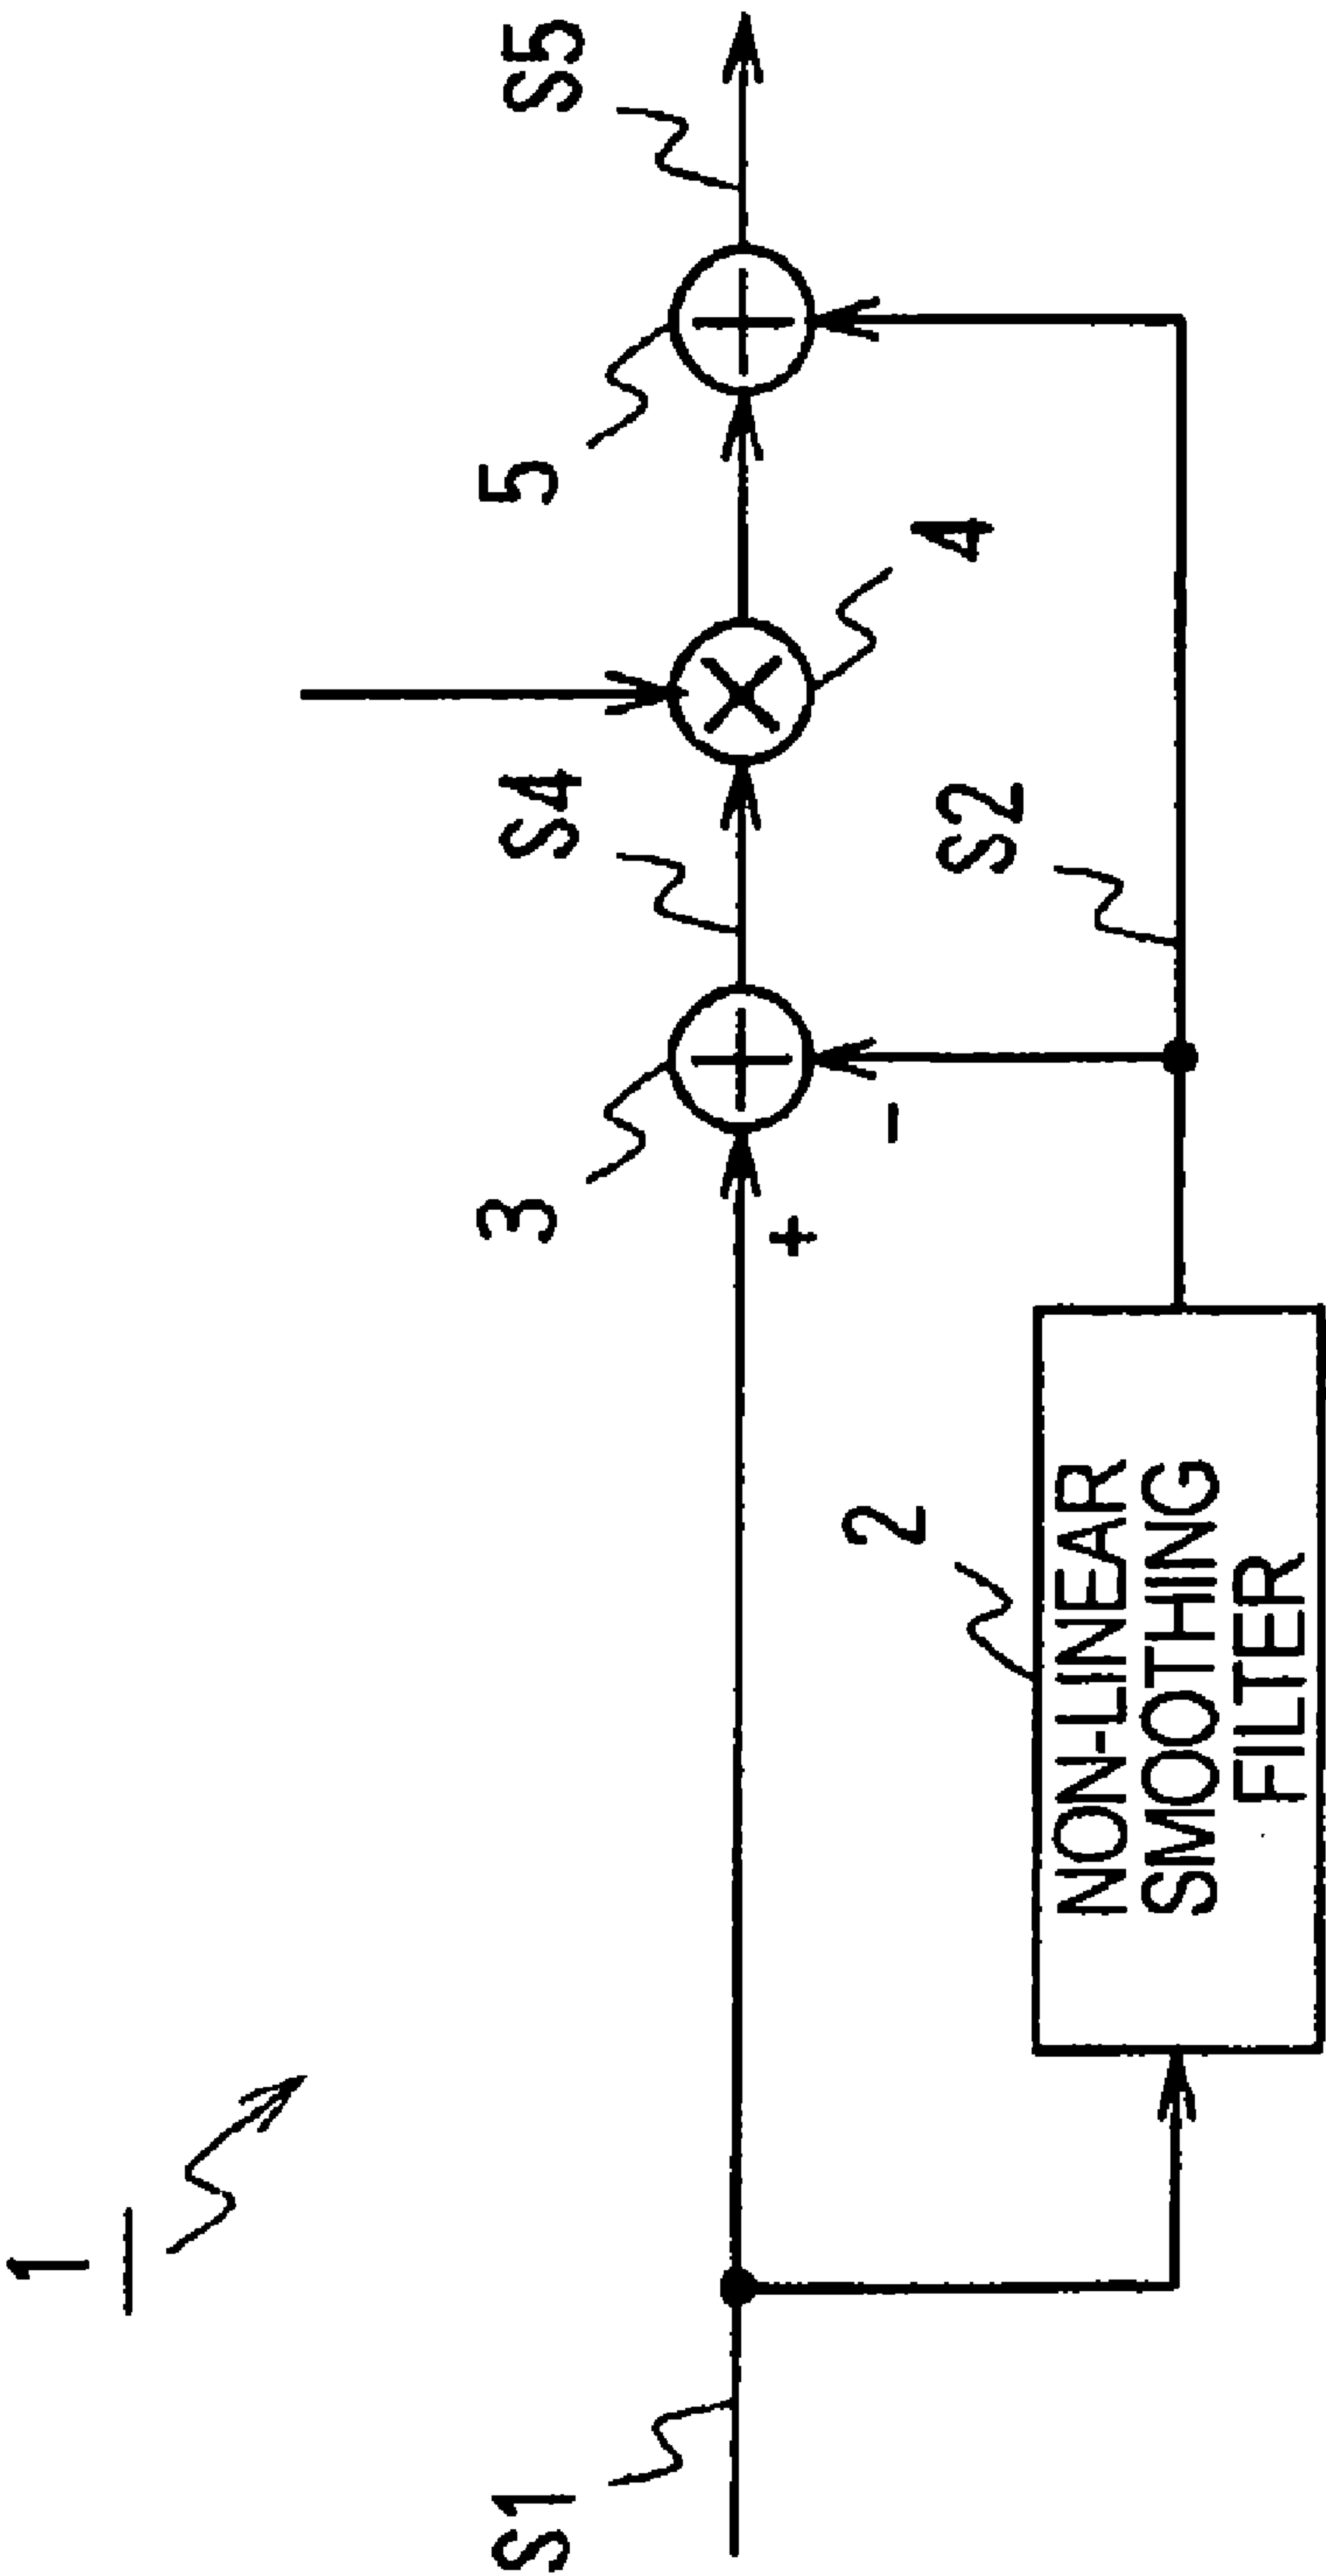 1
S1
2
NON-LINEAR
SMOOTHING
FILTER
3
+
-
S4
S2
4
5
S5